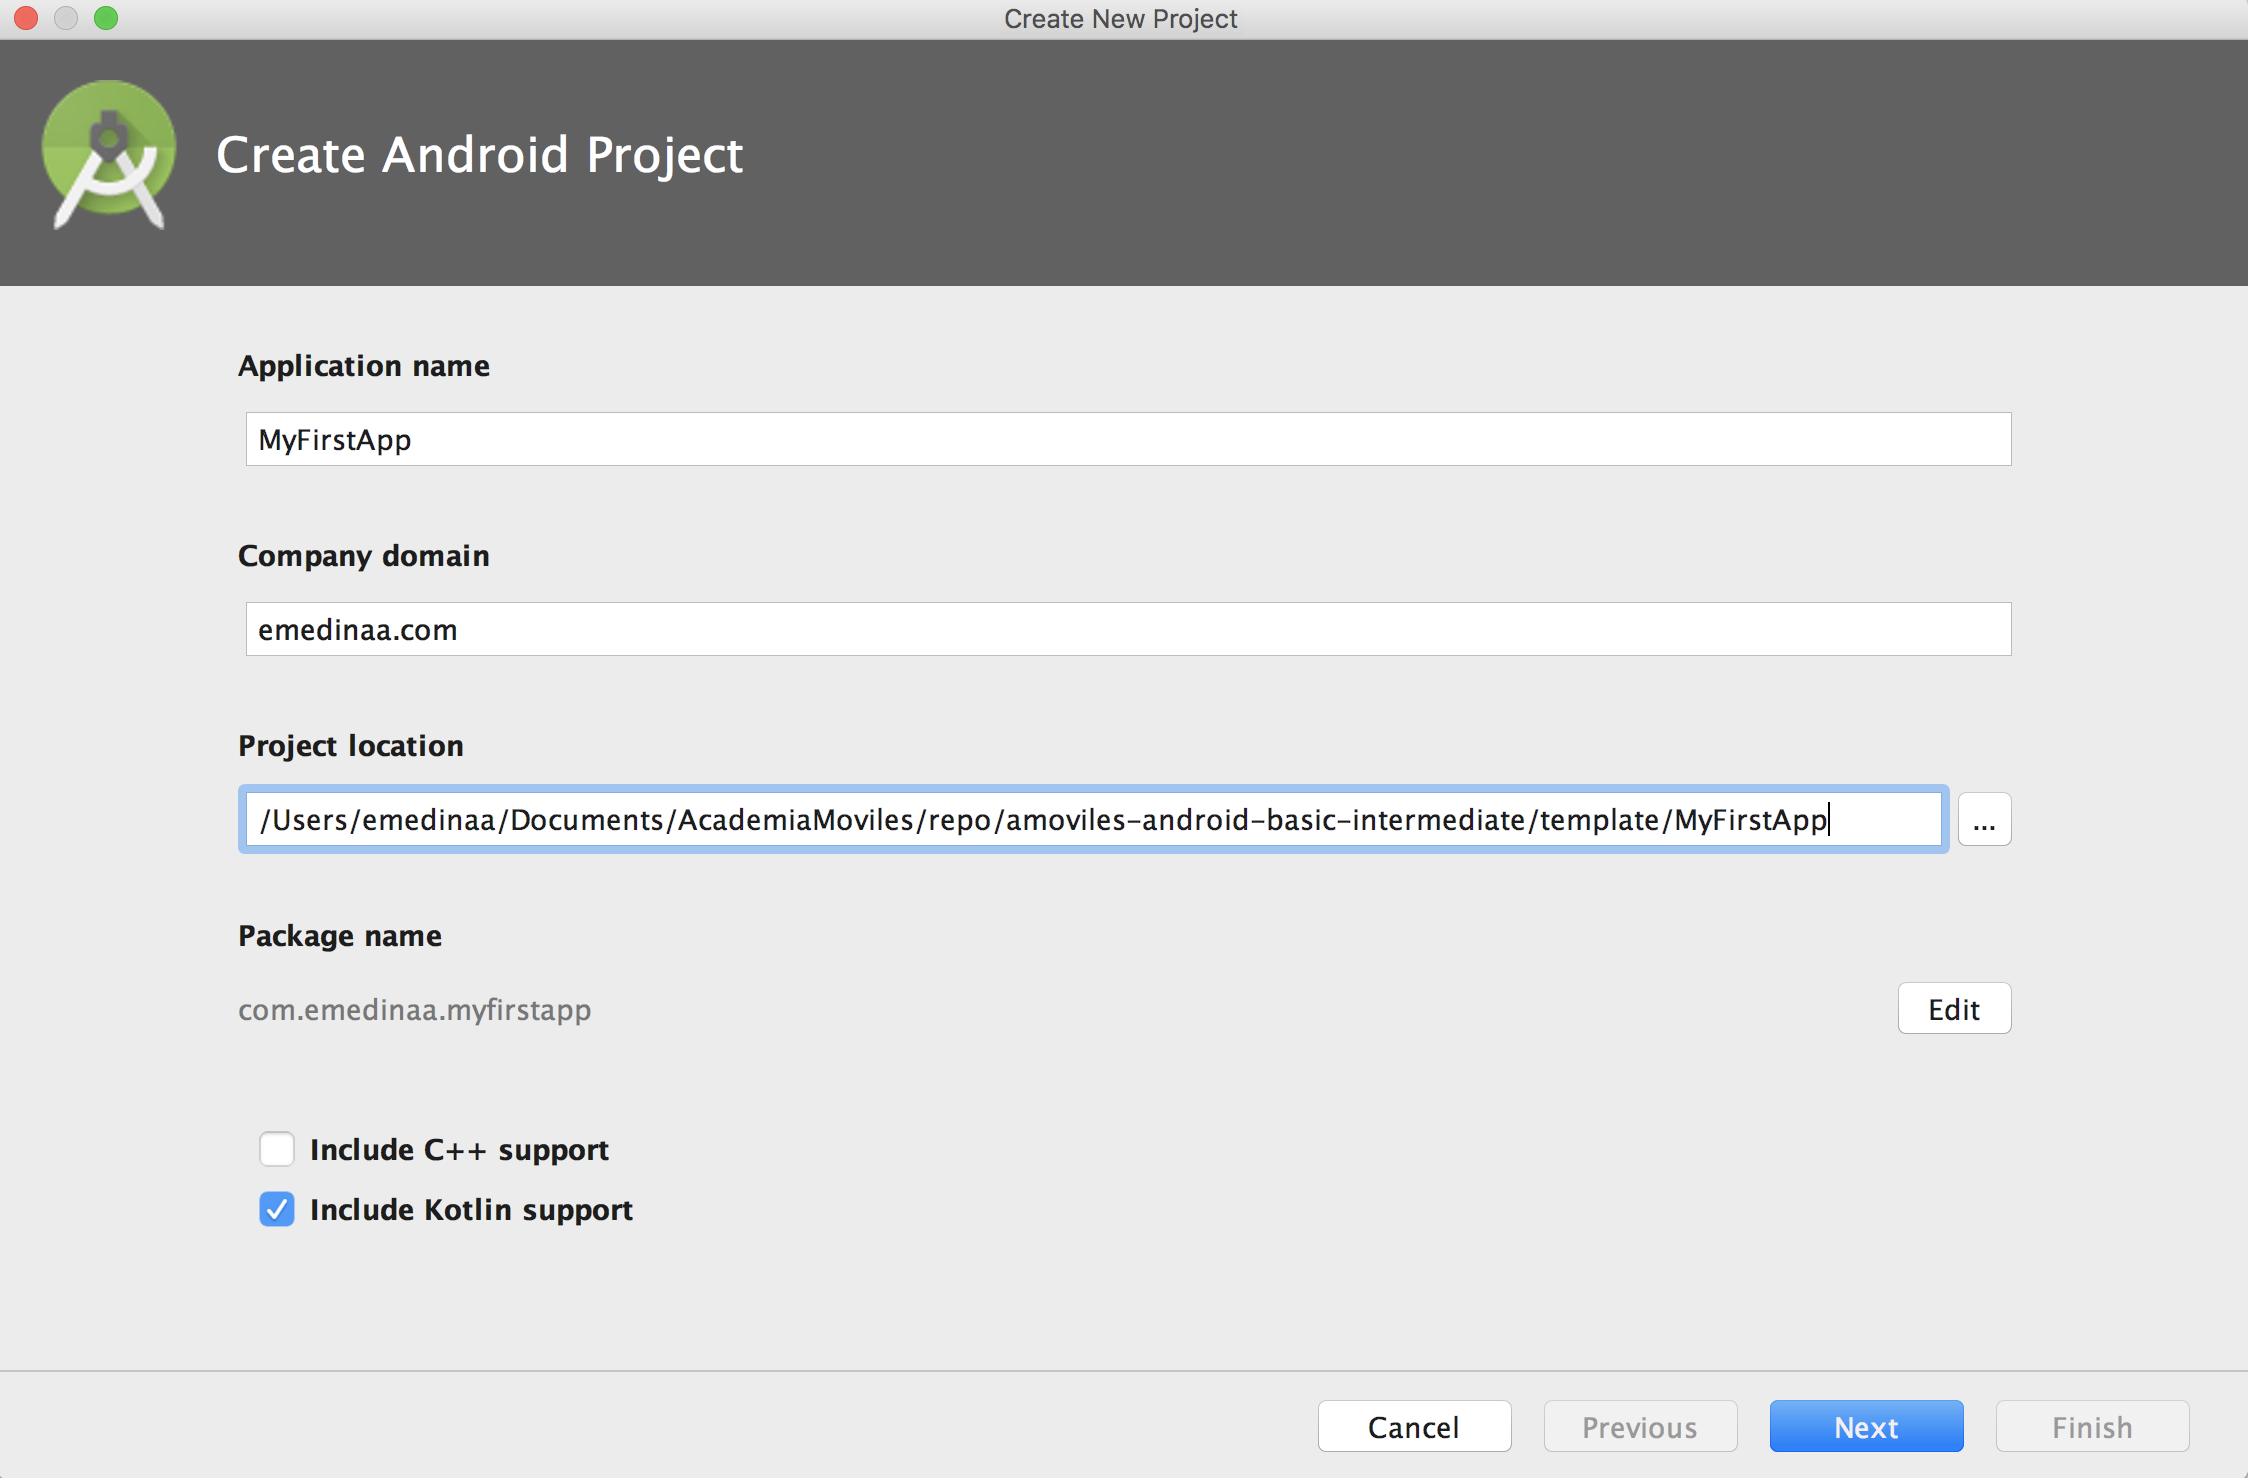 Create New Project
Create Android Project
Application name
MyFirstApp
Company domain
emedinaa.com
Project location
/Users/emedinaa/Documents/AcademiaMoviles/repo/amoviles-android-basic-intermediate/template/MyFirstApp
...
Package name
com.emedinaa.myfirstapp
Edit
Include C++ support
Include Kotlin support
Cancel
Previous
Next
Finish